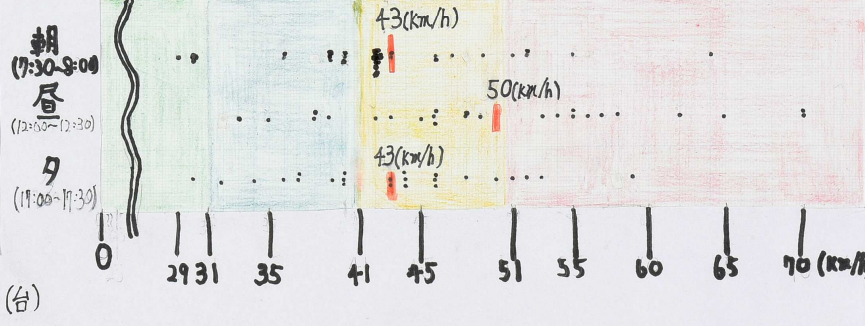 43(km/h)
朝
(7:30~8:00)
50(km/h)
昼
(12:00~12:30)
43(km/h)
夕
(17:00~17:30)
0 29 31 35 41 45 51 55 60 65 70 (km/h
(台)